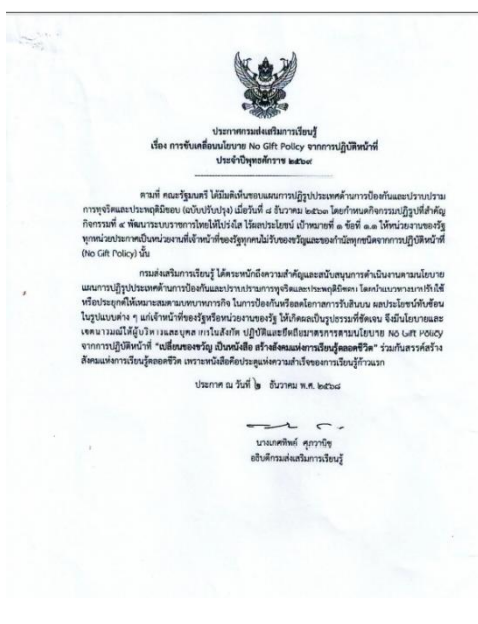 ประกาศกรมส่งเสริมการเรียนรู้
เรื่อง การขับเคลื่อนนโยบาย No Gift Policy จากการปฏิบัติหน้าที่
ประจำปีพุทธศักราช ๒๕๖๙
ตามที่ คณะรัฐมนตรี ได้มีมติเห็นชอบแผนการปฏิรูปประเทศด้านการป้องกันและปราบปราม
การทุจริตและประพฤติมิชอบ (ฉบับปรับปรุง) เมื่อวันที่ ๘ ธันวาคม ๒๕๖๓ โดยกำหนดกิจกรรมปฏิรูปที่สำคัญ
กิจกรรมที่ ๔ พัฒนาระบบราชการไทยให้โปร่งใส ไร้ผลประโยชน์ เป้าหมายที่ ๑ ข้อที่ ๑.๑ ให้หน่วยงานของรัฐ
ทุกหน่วยประกาศเป็นหน่วยงานที่เจ้าหน้าที่ของรัฐทุกคนไม่รับของขวัญและของกำนัลทุกชนิดจากการปฏิบัติหน้าที่
(No Gift Policy) นั้น
กรมส่งเสริมการเรียนรู้ ได้ตระหนักถึงความสำคัญและสนับสนุนการดำเนินงานตามนโยบาย
แผนการปฏิรูปประเทศด้านการป้องกันและปราบปรามการทุจริตและประพฤติมิชอบ โดยนำแนวทางมาปรับใช้
หรือประยุกต์ให้เหมาะสมตามบทบาทภารกิจ ในการป้องกันหรือลดโอกาสการรับสินบน ผลประโยชน์ทับซ้อน
ในรูปแบบต่าง ๆ แก่เจ้าหน้าที่ของรัฐหรือหน่วยงานของรัฐ ให้เกิดผลเป็นรูปธรรมที่ชัดเจน จึงมีนโยบายและ
เจตนารมณ์ให้ผู้บริหารและบุคลากรในสังกัด ปฏิบัติและยึดถือมาตรการตามนโยบาย No Gift Policy
จากการปฏิบัติหน้าที่ "เปลี่ยนของขวัญ เป็นหนังสือ สร้างสังคมแห่งการเรียนรู้ตลอดชีวิต" ร่วมกันสรรค์สร้าง
สังคมแห่งการเรียนรู้ตลอดชีวิต เพราะหนังสือคือประตูแห่งความสำเร็จของการเรียนรู้ก้าวแรก
ประกาศ ณ วันที่ ๒ ธันวาคม พ.ศ. ๒๕๖๘
นางเกศทิพย์ ศุภวานิช
อธิบดีกรมส่งเสริมการเรียนรู้